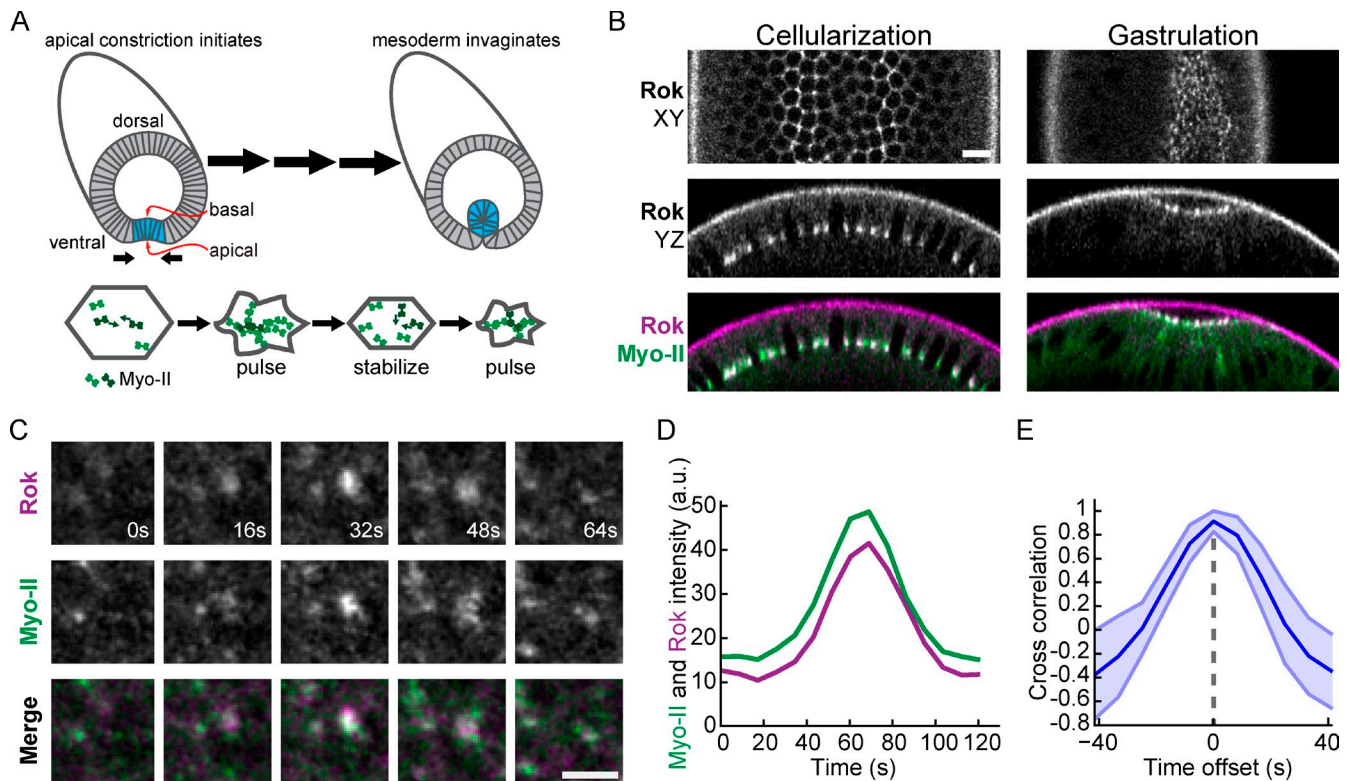 A
apical constriction initiates
mesoderm invaginates
dorsal
basal
ventral
apical
pulse
stabilize
pulse
Myo-II
B
Cellularization
Gastrulation
Rok
XY
Rok
YZ
Rok
Myo-II
C
Rok
0s
16s
32s
48s
64s
Myo-II
Merge
D
Myo-II and Rok intensity (a.u.)
50
40
30
20
10
0
0
20
40
60
80
100
120
Time (s)
E
Cross correlation
1
0.8
0.6
0.4
0.2
0
-0.2
-0.4
-0.6
-0.8
-40
0
40
Time offset (s)